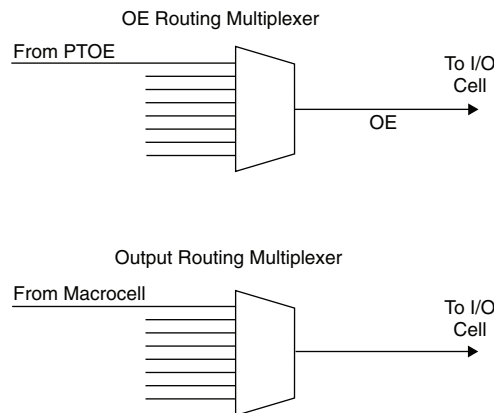 OE Routing Multiplexer
From PTOE
To I/O
Cell
OE
Output Routing Multiplexer
From Macrocell
To I/O
Cell